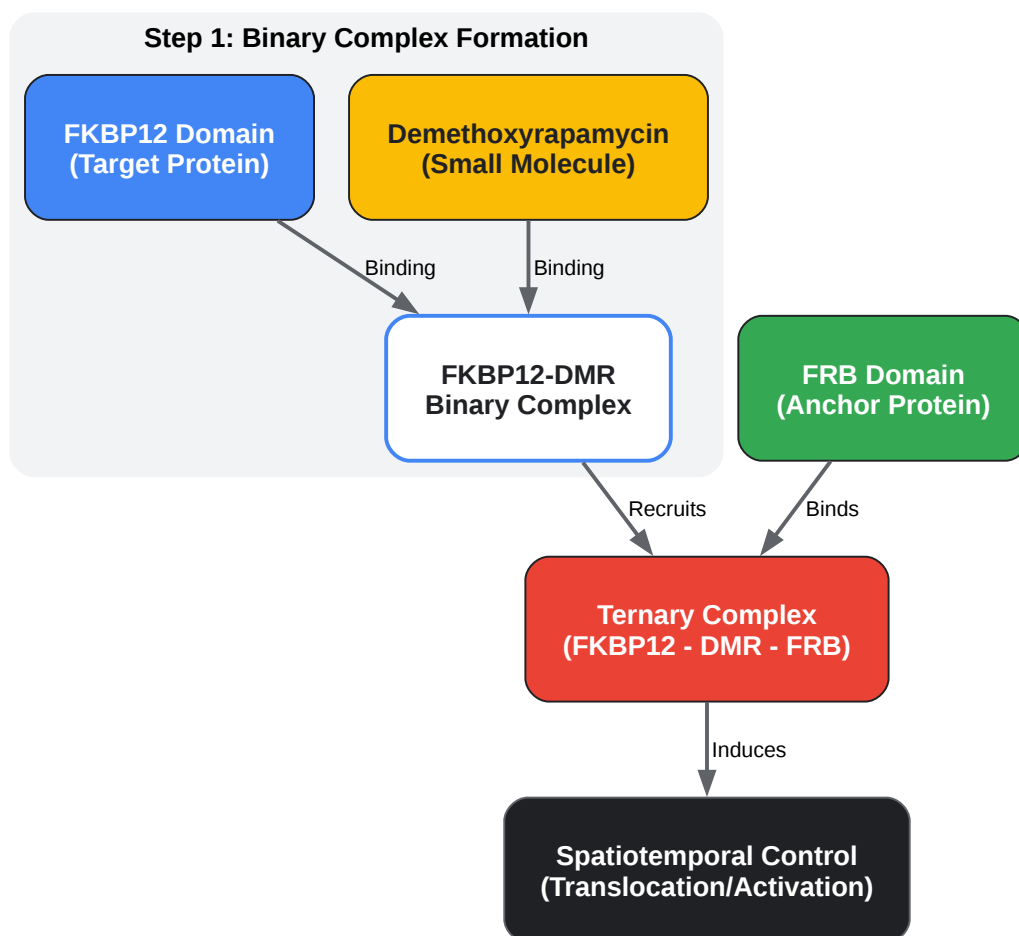 Step 1: Binary Complex Formation
FKBP12 Domain
(Target Protein)
Demethoxyrapamycin
(Small Molecule)
Binding
Binding
FKBP12-DMR
Binary Complex
FRB Domain
(Anchor Protein)
Recruits
Binds
Ternary Complex
(FKBP12 - DMR - FRB)
Induces
Spatiotemporal Control
(Translocation/Activation)